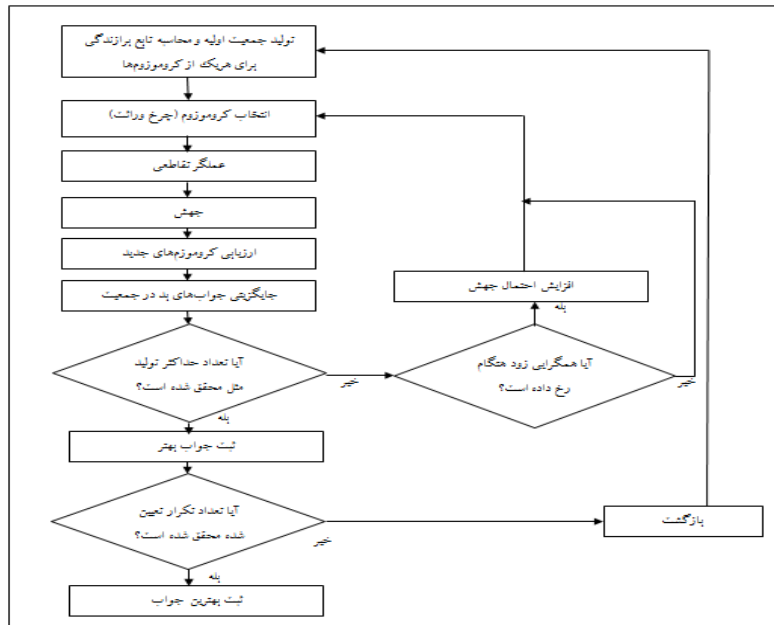 تولید جمعیت اولیه و محاسبه تابع برازندگی
برای هریک از کروموزوم‌ها
انتخاب کروموزوم (چرخ وراثت)
عملگر تقاطعی
جهش
ارزیابی کروموزم‌های جدید
جایگزیتی جواب‌های بد در جمعیت
افزایش احتمال جهش
بله
آیا تعداد حداکثر تولید
مثل محقق شده است؟
خیر
آیا همگرایی زود هنگام
رخ داده است؟
خیر
بله
ثبت جواب بهتر
آیا تعداد تکرار تعیین
شده محقق شده است؟
خیر
بازگشت
بله
ثبت بهترین جواب